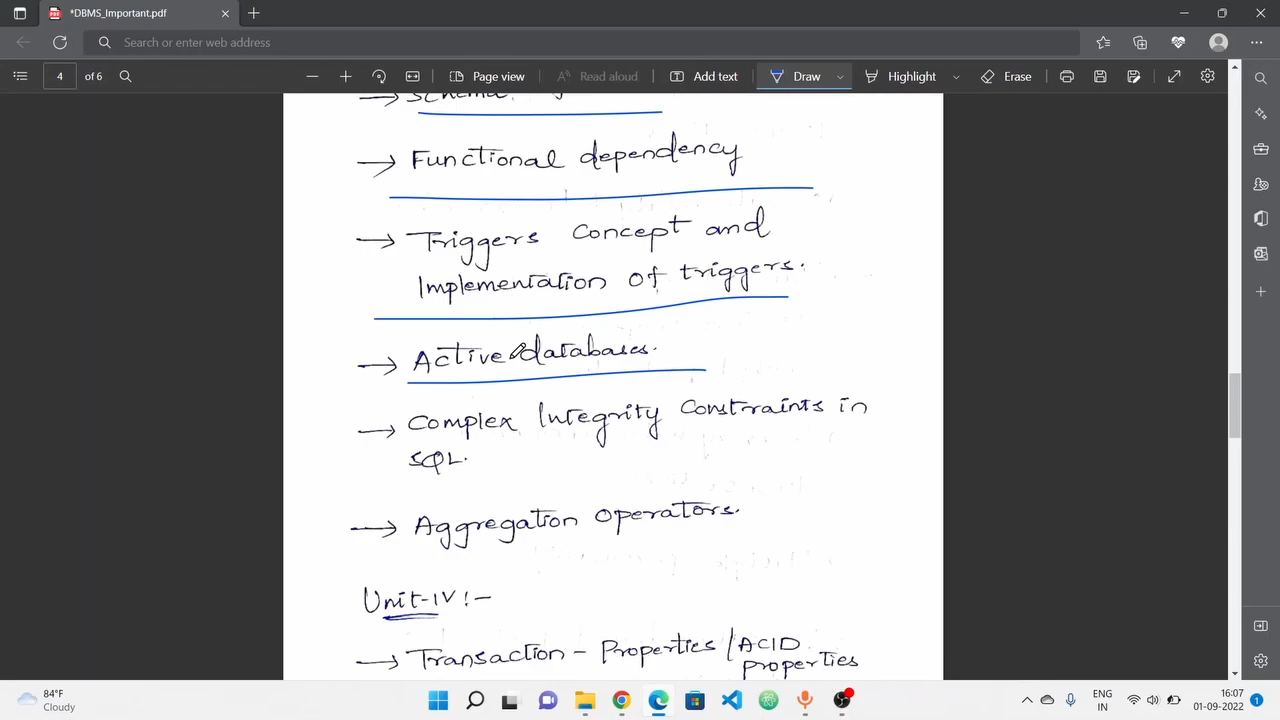 *DBMS_Important.pdf
Search or enter web address
4 of 6
Page view
Read aloud
Add text
Draw
Highlight
Erase
→ Schema
→ Functional dependency
→ Triggers Concept and
Implementation of triggers.
→ Active databases.
→ Complex Integrity Constraints in
SQL.
→ Aggregation Operators.
Unit-IV:-
→ Transaction - Properties / ACID
properties
84°F
Cloudy
ENG
IN
16:07
01-09-2022
1